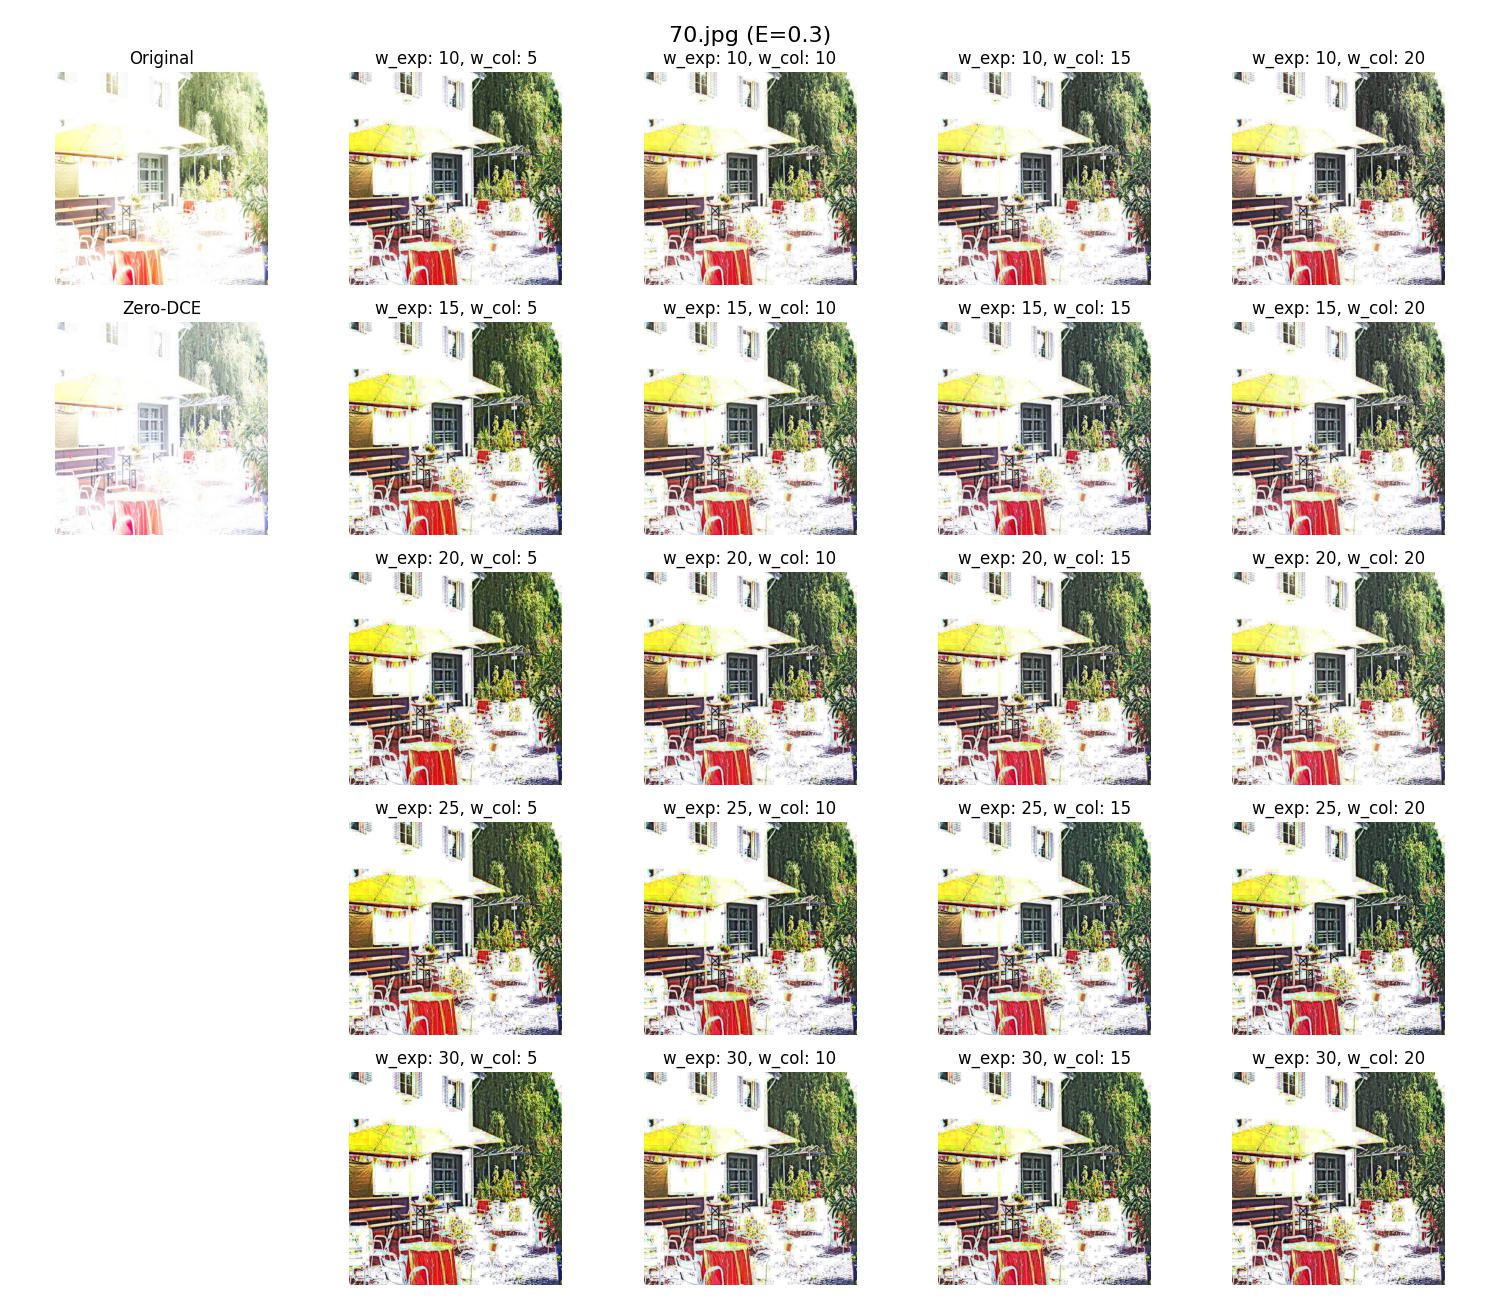 70.jpg (E=0.3)
Original
w_exp: 10, w_col: 5
w_exp: 10, w_col: 10
w_exp: 10, w_col: 15
w_exp: 10, w_col: 20
Zero-DCE
w_exp: 15, w_col: 5
w_exp: 15, w_col: 10
w_exp: 15, w_col: 15
w_exp: 15, w_col: 20
w_exp: 20, w_col: 5
w_exp: 20, w_col: 10
w_exp: 20, w_col: 15
w_exp: 20, w_col: 20
w_exp: 25, w_col: 5
w_exp: 25, w_col: 10
w_exp: 25, w_col: 15
w_exp: 25, w_col: 20
w_exp: 30, w_col: 5
w_exp: 30, w_col: 10
w_exp: 30, w_col: 15
w_exp: 30, w_col: 20